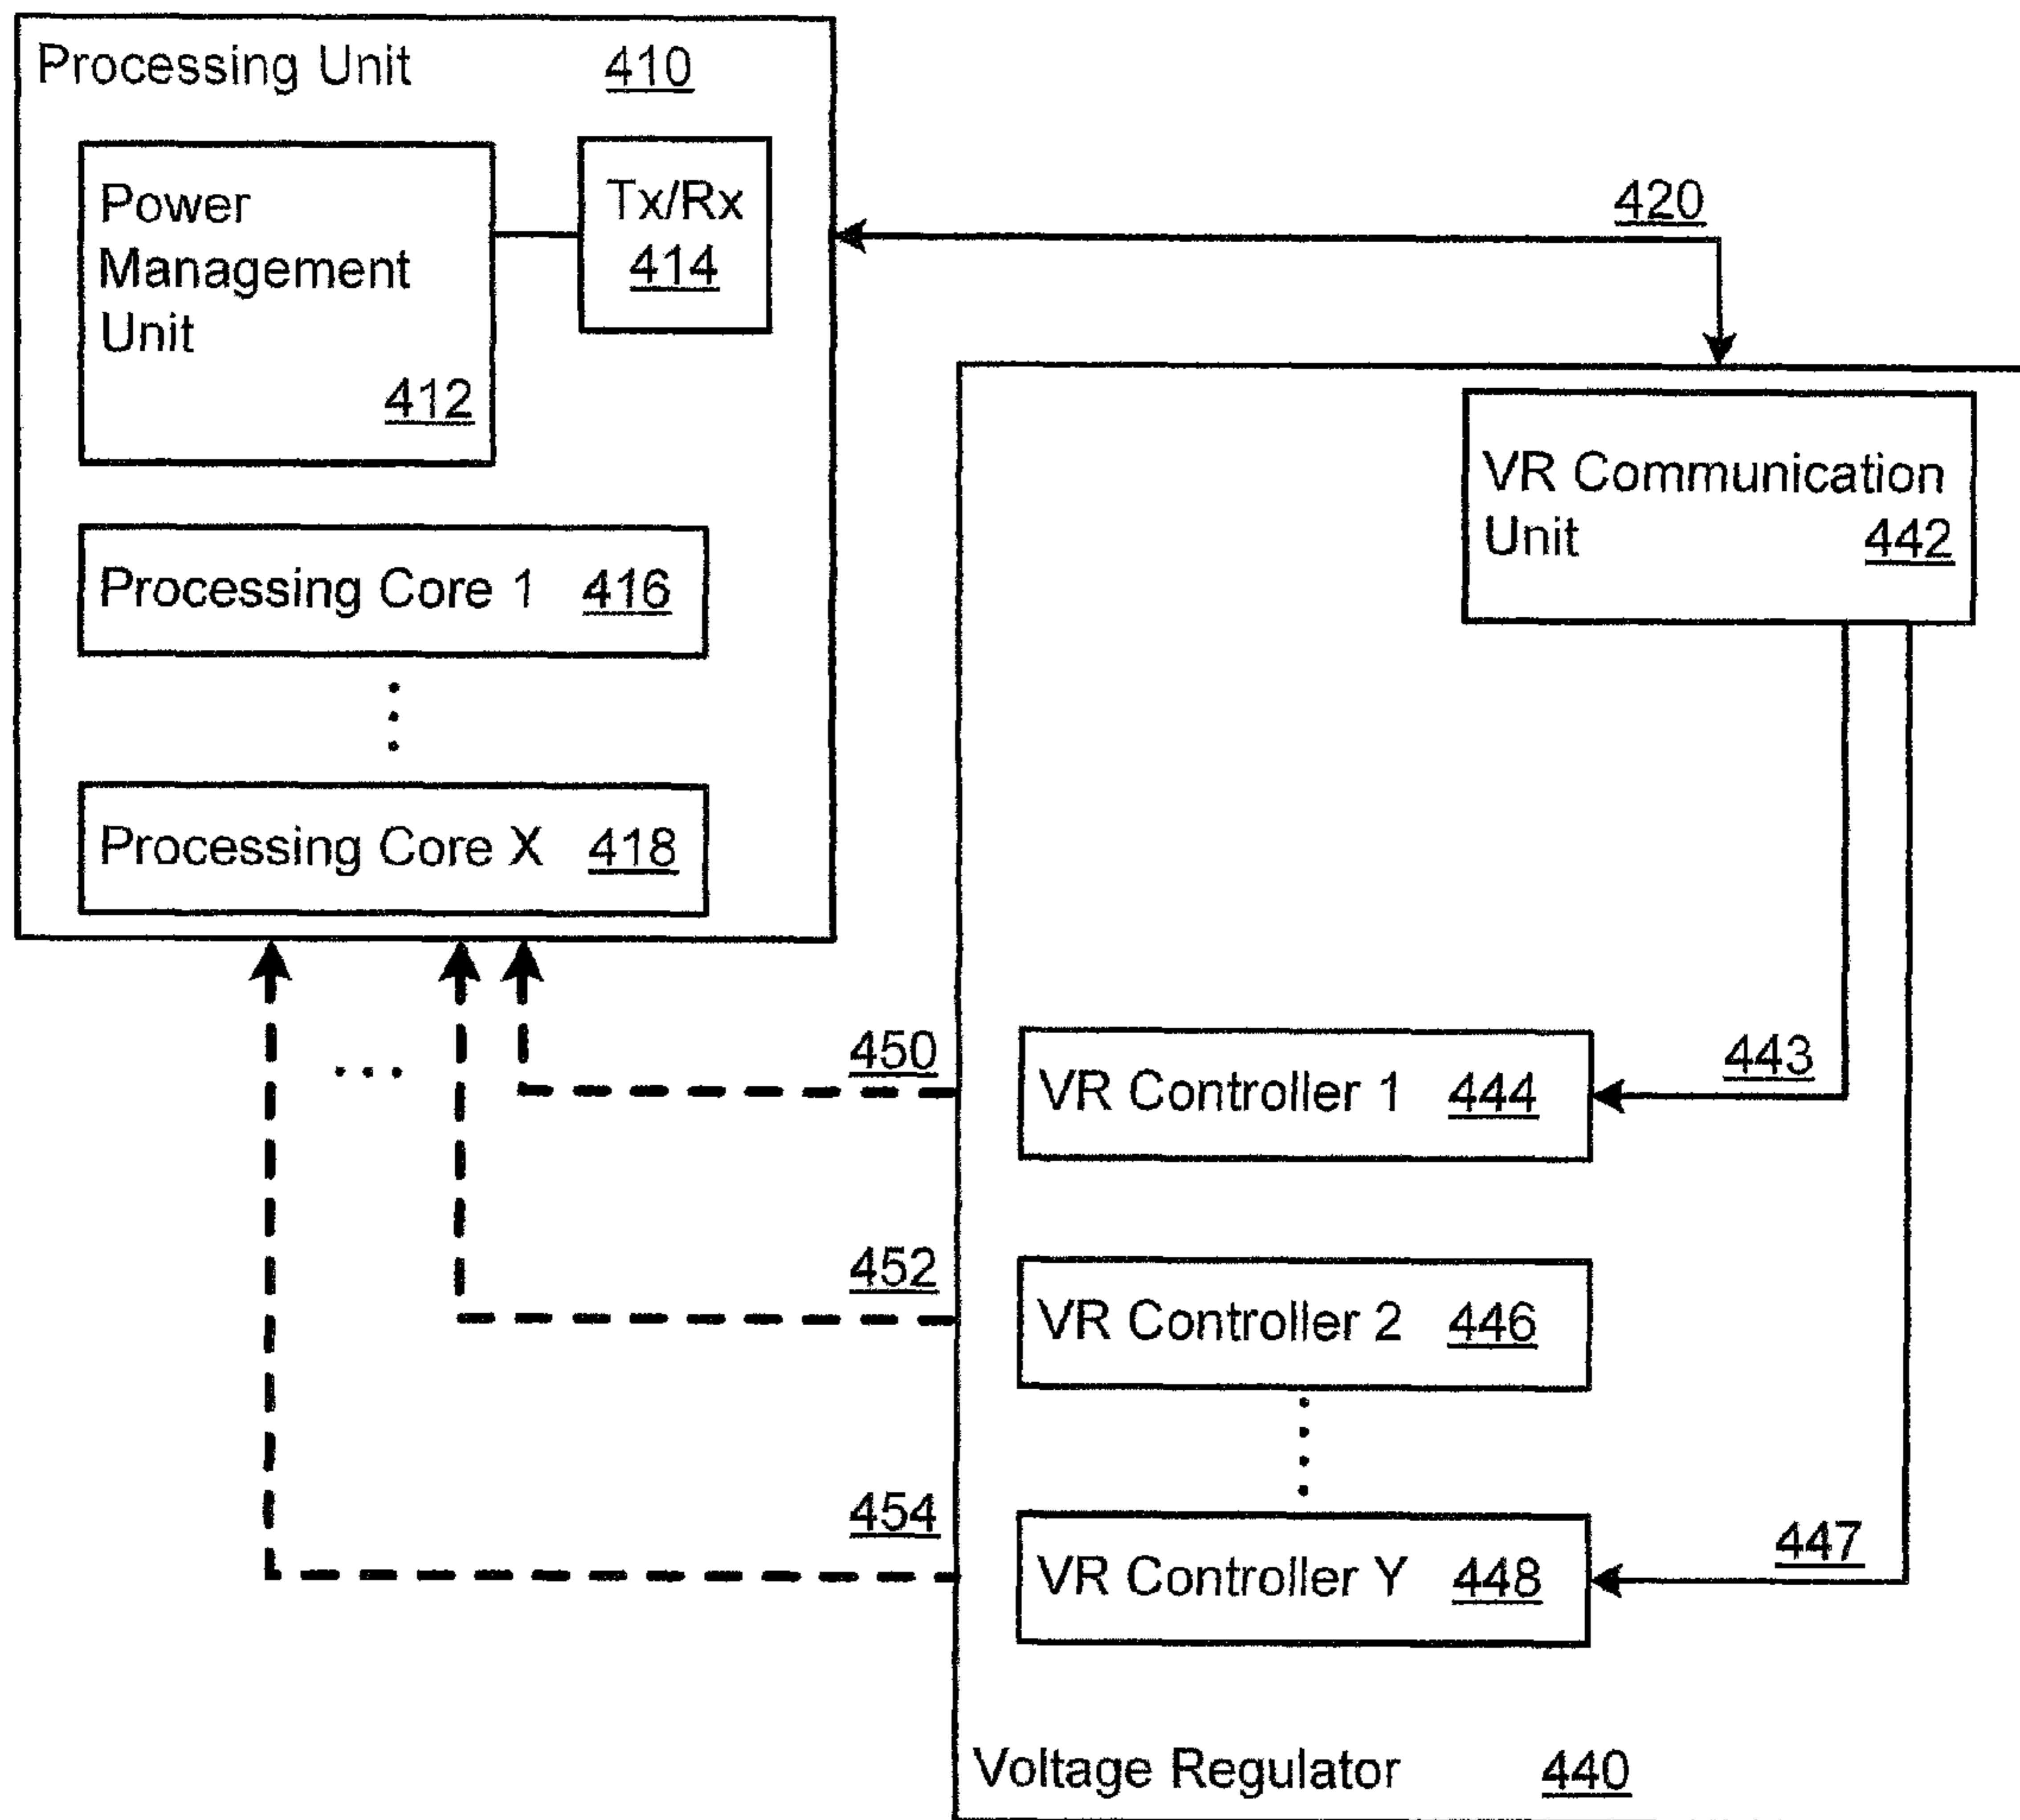 Processing Unit 410
Power
Management
Unit
412
Tx/Rx
414
Processing Core 1 416
Processing Core X 418
420
VR Communication
Unit 442
450
VR Controller 1 444
443
452
VR Controller 2 446
454
VR Controller Y 448
447
Voltage Regulator 440